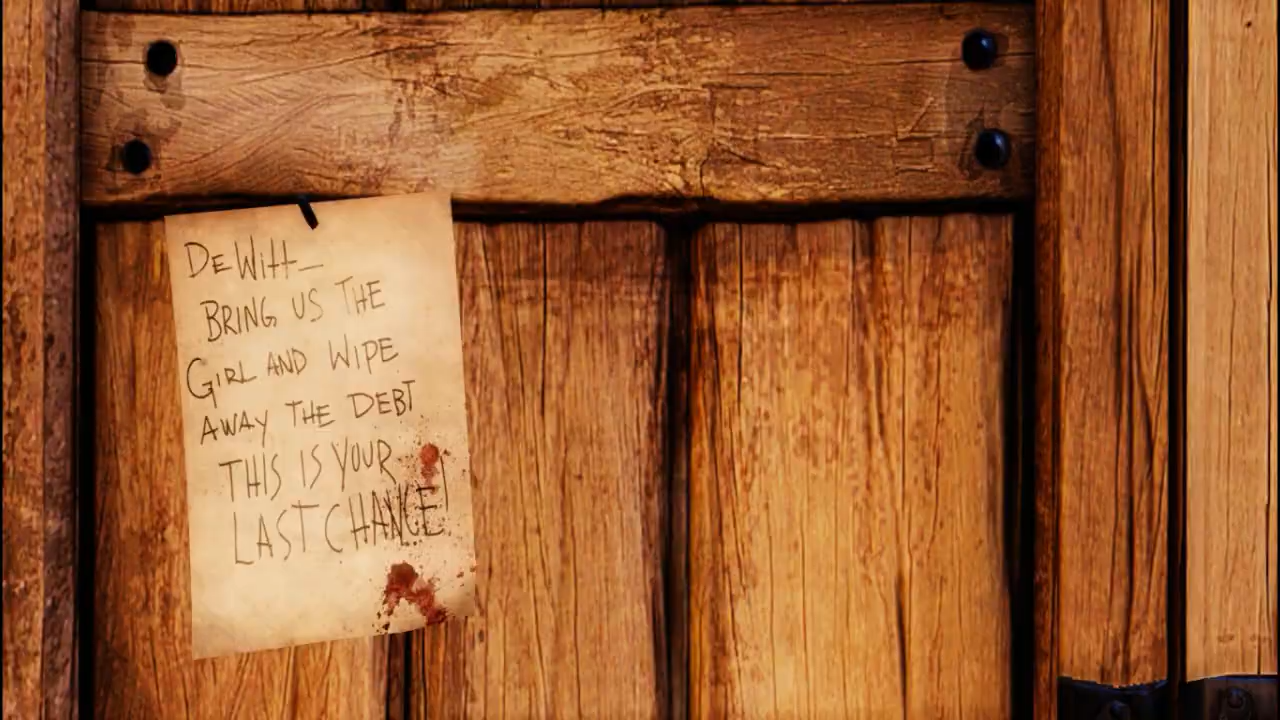 DeWitt—
BRING US THE
GIRL AND WIPE
AWAY THE DEBT
THIS IS YOUR
LAST CHANCE!